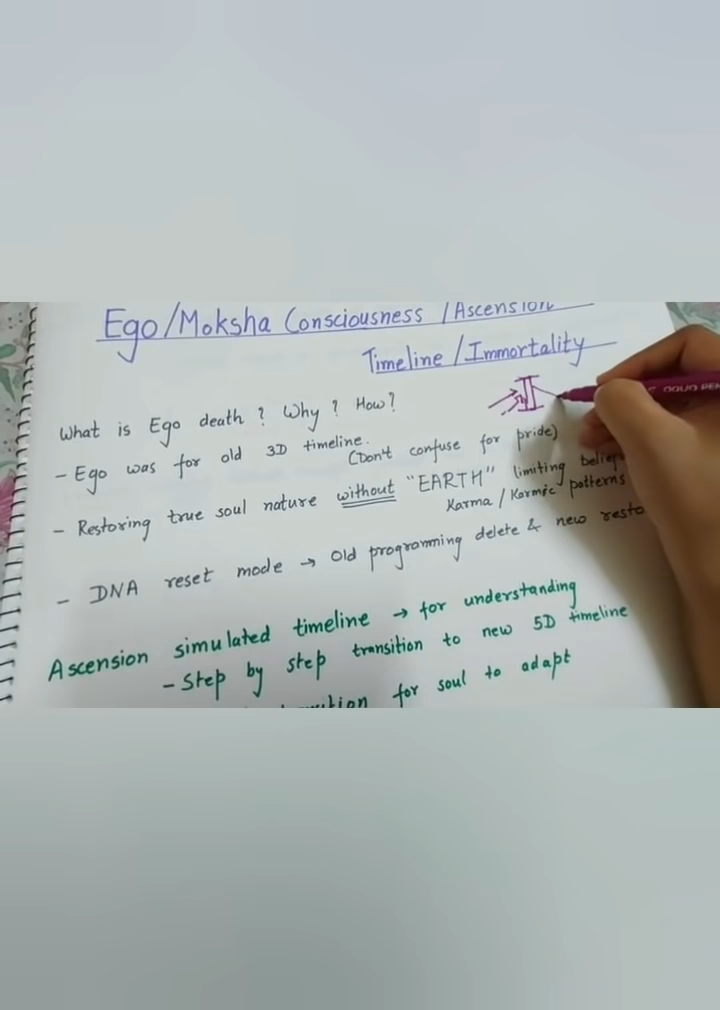 Ego/Moksha Consciousness /Ascension
Timeline /Immortality
What is Ego death? Why? How?
- Ego was for old 3D timeline.
(Don't confuse for pride)
- Restoring true soul nature without "EARTH" limiting
Karma / Karmic patterns
- DNA reset mode → Old programming delete & new
Ascension simulated timeline → for understanding
- Step by step transition to new 5D timeline
for soul to adapt